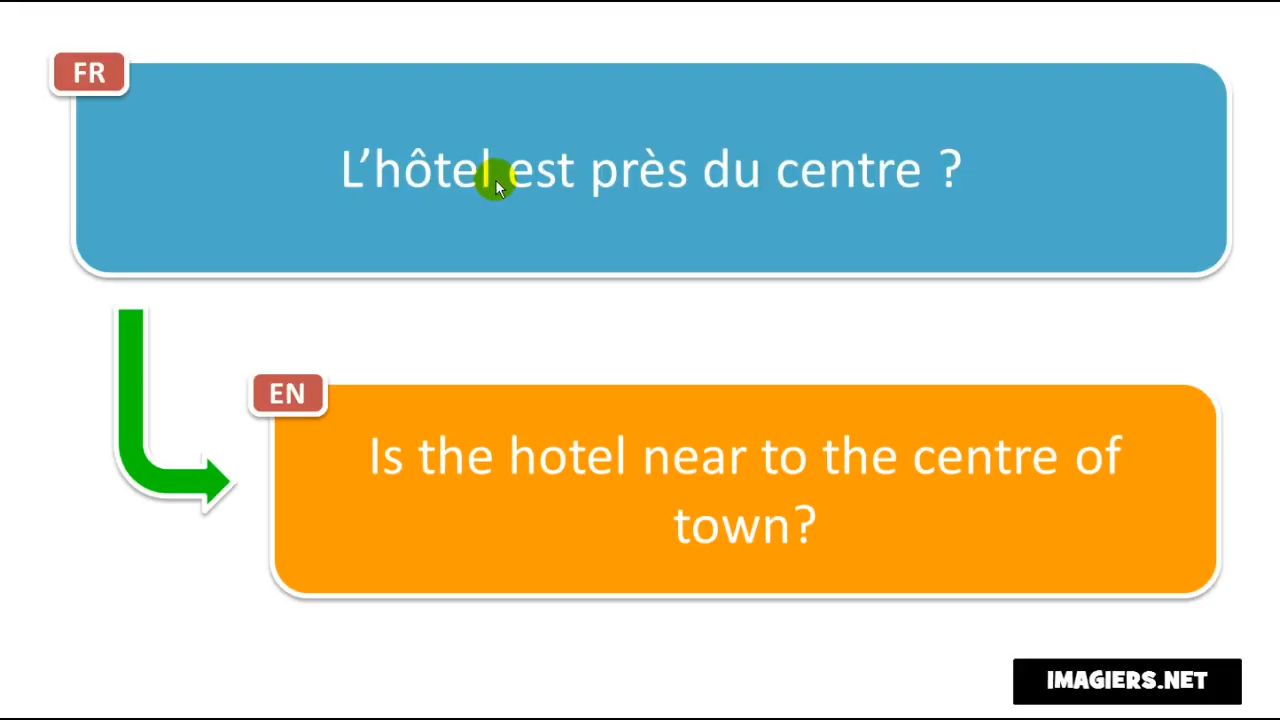 FR
L’hôtel est près du centre ?
EN
Is the hotel near to the centre of
town?
IMAGIERS.NET